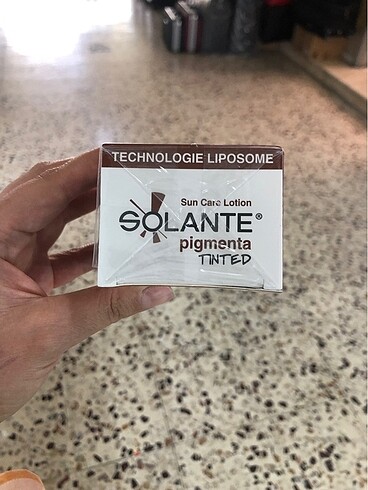 TECHNOLOGIE LIPOSOME
Sun Care Lotion
SOLANTE®
pigmenta
TINTED